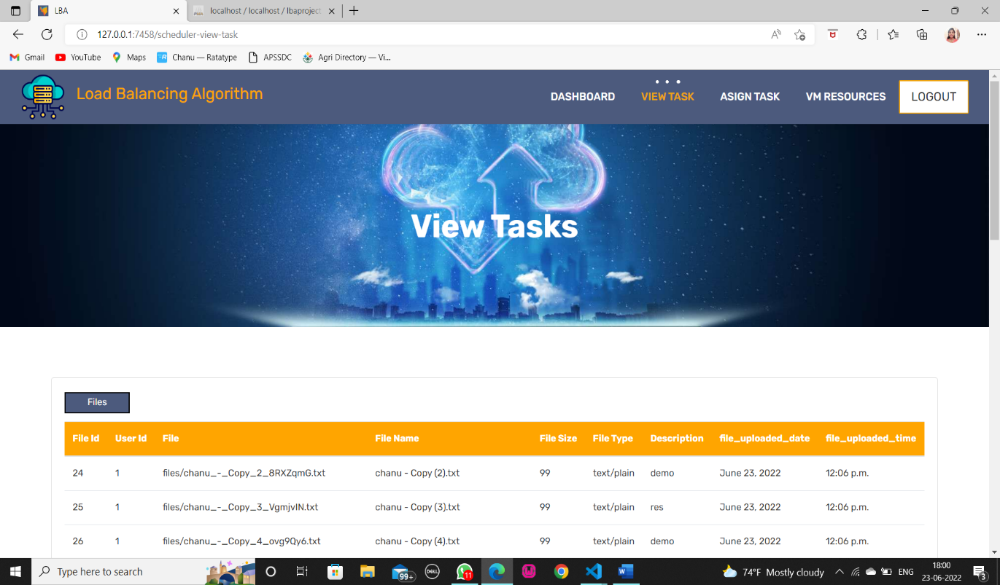 LBA
localhost / localhost / lbaproject
127.0.0.1:7458/scheduler-view-task
Gmail YouTube Maps Chanu — Ratatype APSSDC Agri Directory — Vi...
Load Balancing Algorithm
DASHBOARD VIEW TASK ASIGN TASK VM RESOURCES LOGOUT
View Tasks
Files
File Id User Id File File Name File Size File Type Description file_uploaded_date file_uploaded_time
24 1 files/chanu_-_Copy_2_8RXZqmG.txt chanu - Copy (2).txt 99 text/plain demo June 23, 2022 12:06 p.m.
25 1 files/chanu_-_Copy_3_VgmjvIN.txt chanu - Copy (3).txt 99 text/plain res June 23, 2022 12:06 p.m.
26 1 files/chanu_-_Copy_4_ovg9Qy6.txt chanu - Copy (4).txt 99 text/plain demo June 23, 2022 12:06 p.m.
Type here to search 99+ DELL 11 74°F Mostly cloudy ENG 18:00
23-06-2022 3